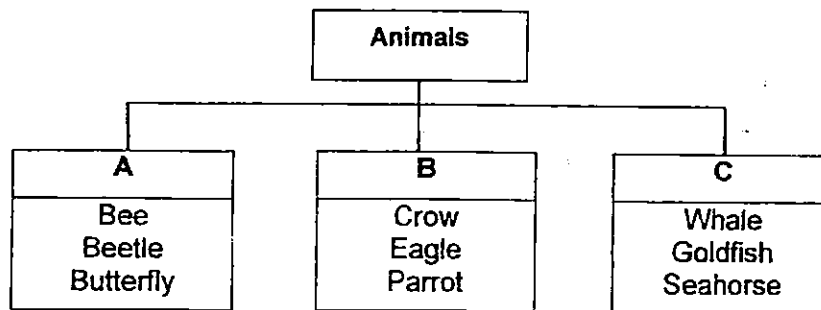 Animals
A
Bee
Beetle
Butterfly
B
Crow
Eagle
Parrot
C
Whale
Goldfish
Seahorse